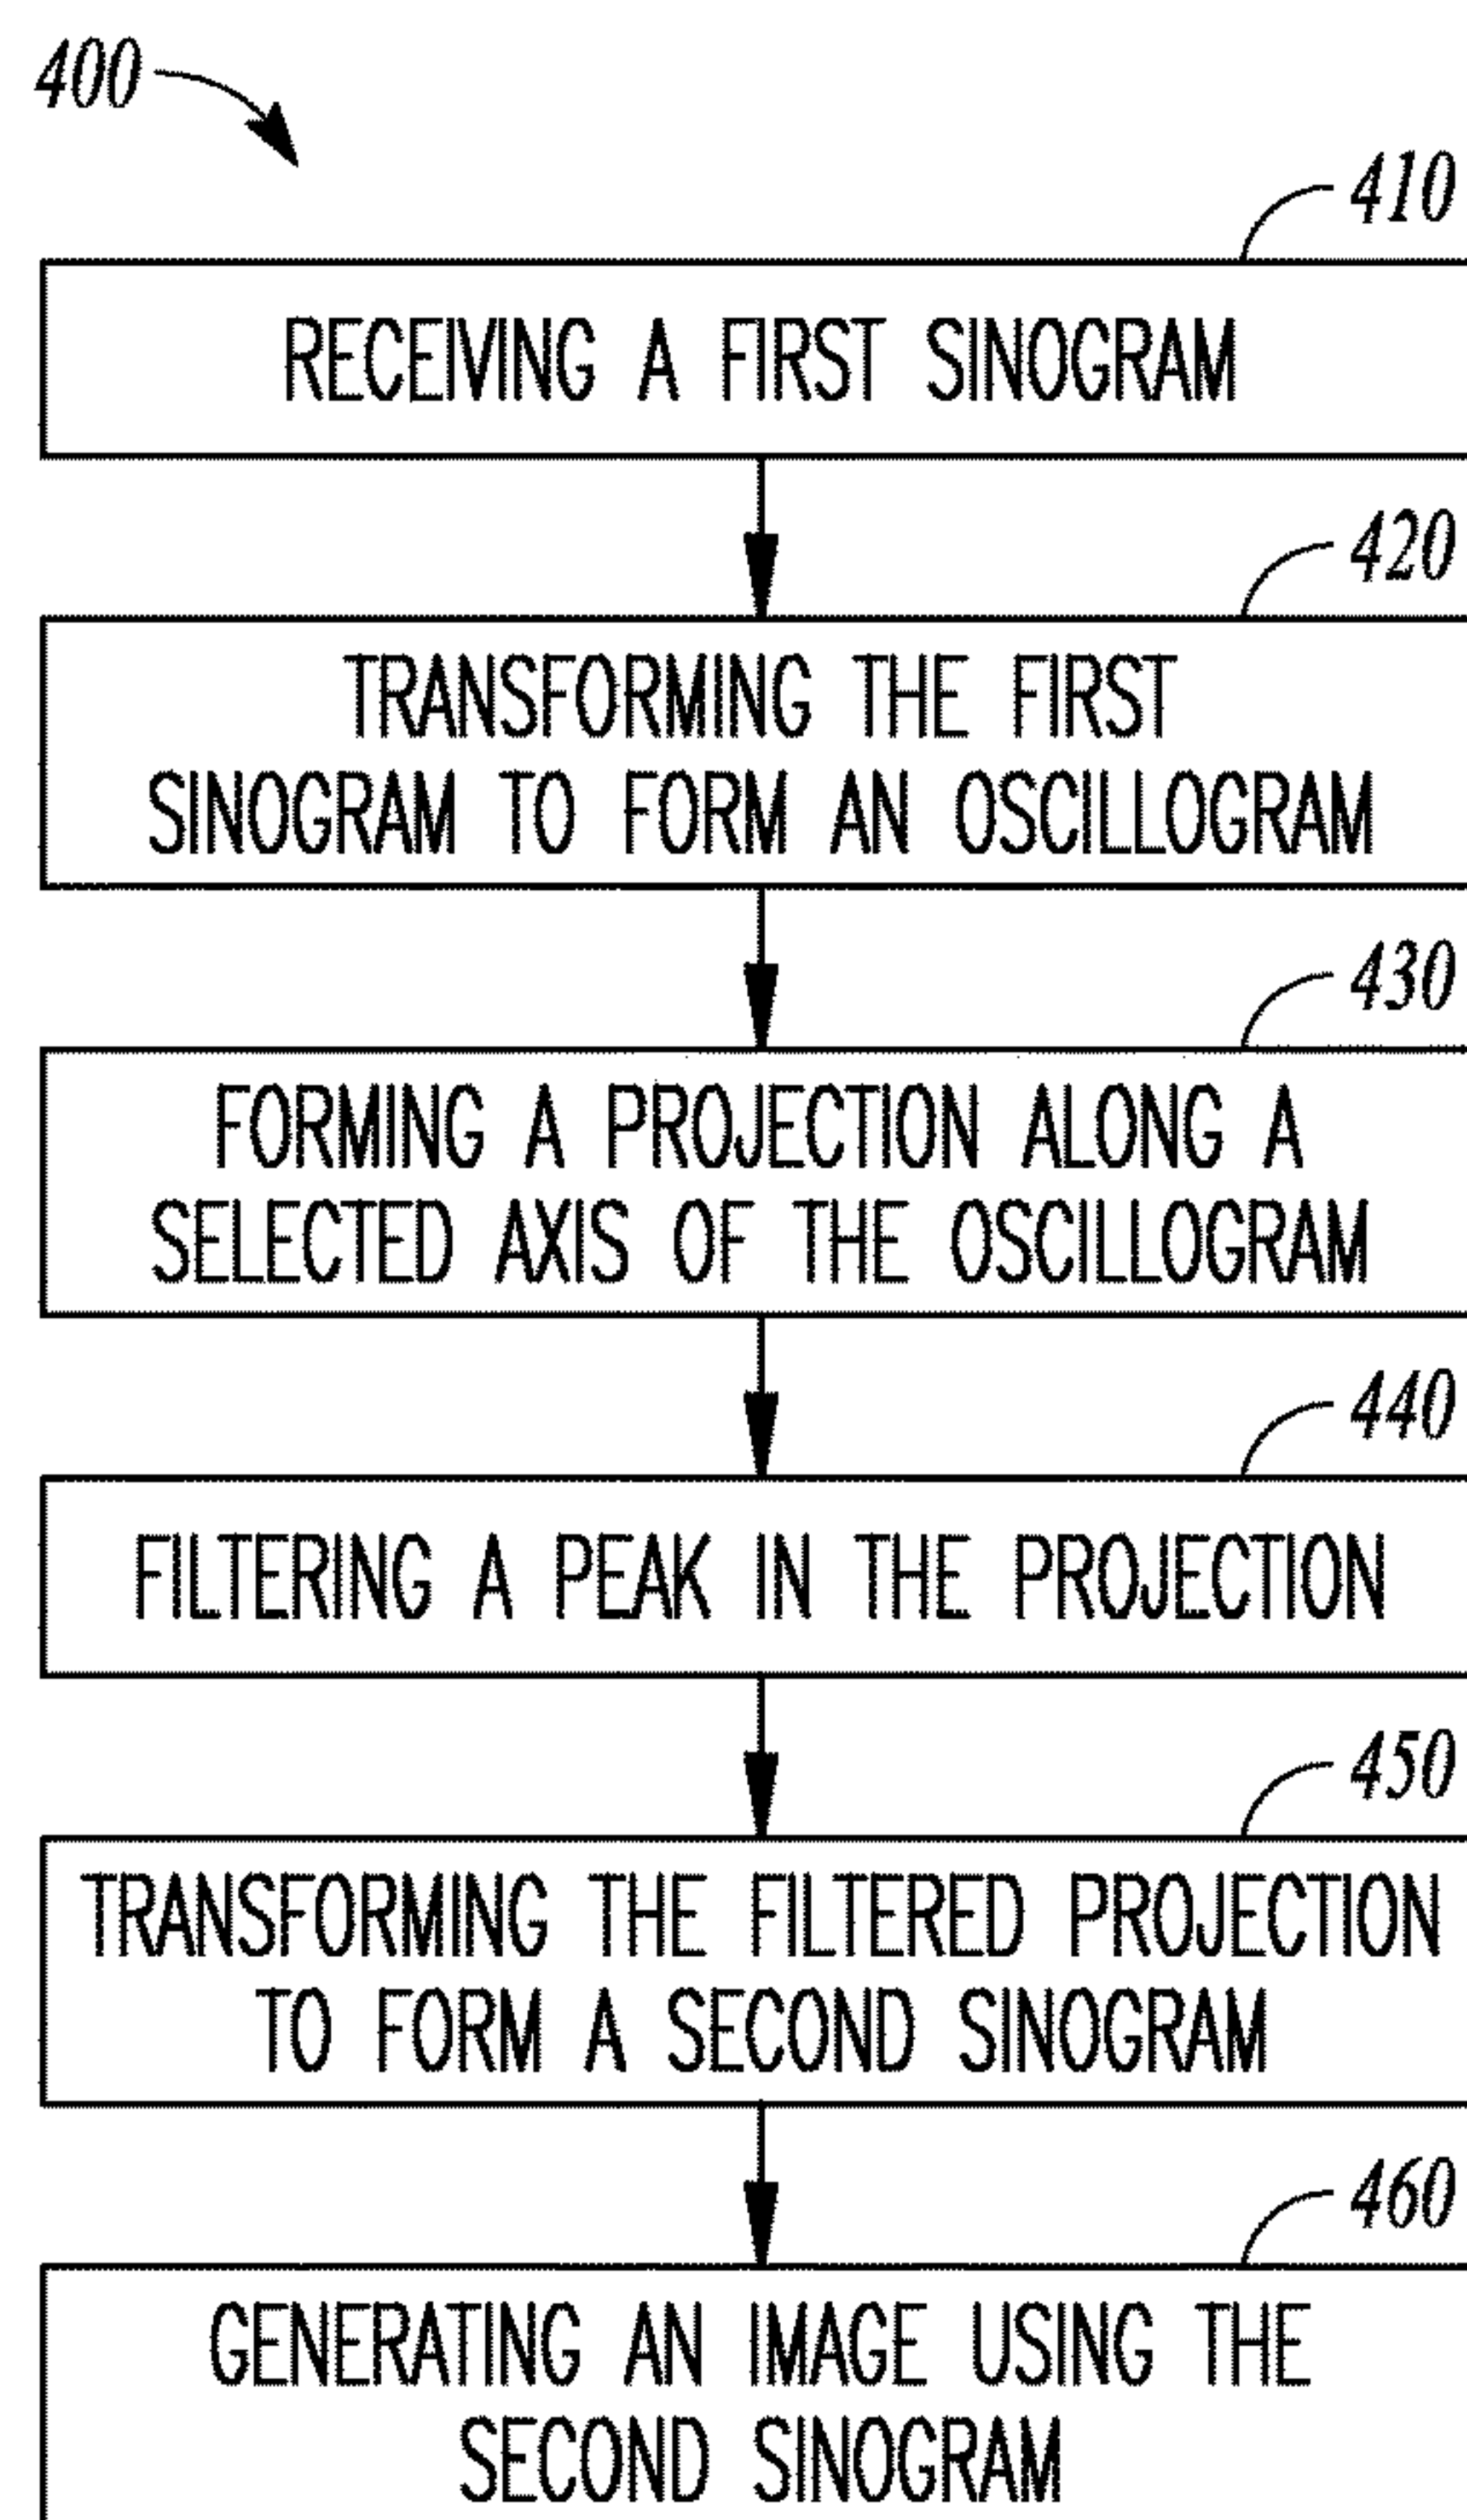 400
410
RECEIVING A FIRST SINOGRAM
420
TRANSFORMING THE FIRST
SINOGRAM TO FORM AN OSCILLOGRAM
430
FORMING A PROJECTION ALONG A
SELECTED AXIS OF THE OSCILLOGRAM
440
FILTERING A PEAK IN THE PROJECTION
450
TRANSFORMING THE FILTERED PROJECTION
TO FORM A SECOND SINOGRAM
460
GENERATING AN IMAGE USING THE
SECOND SINOGRAM